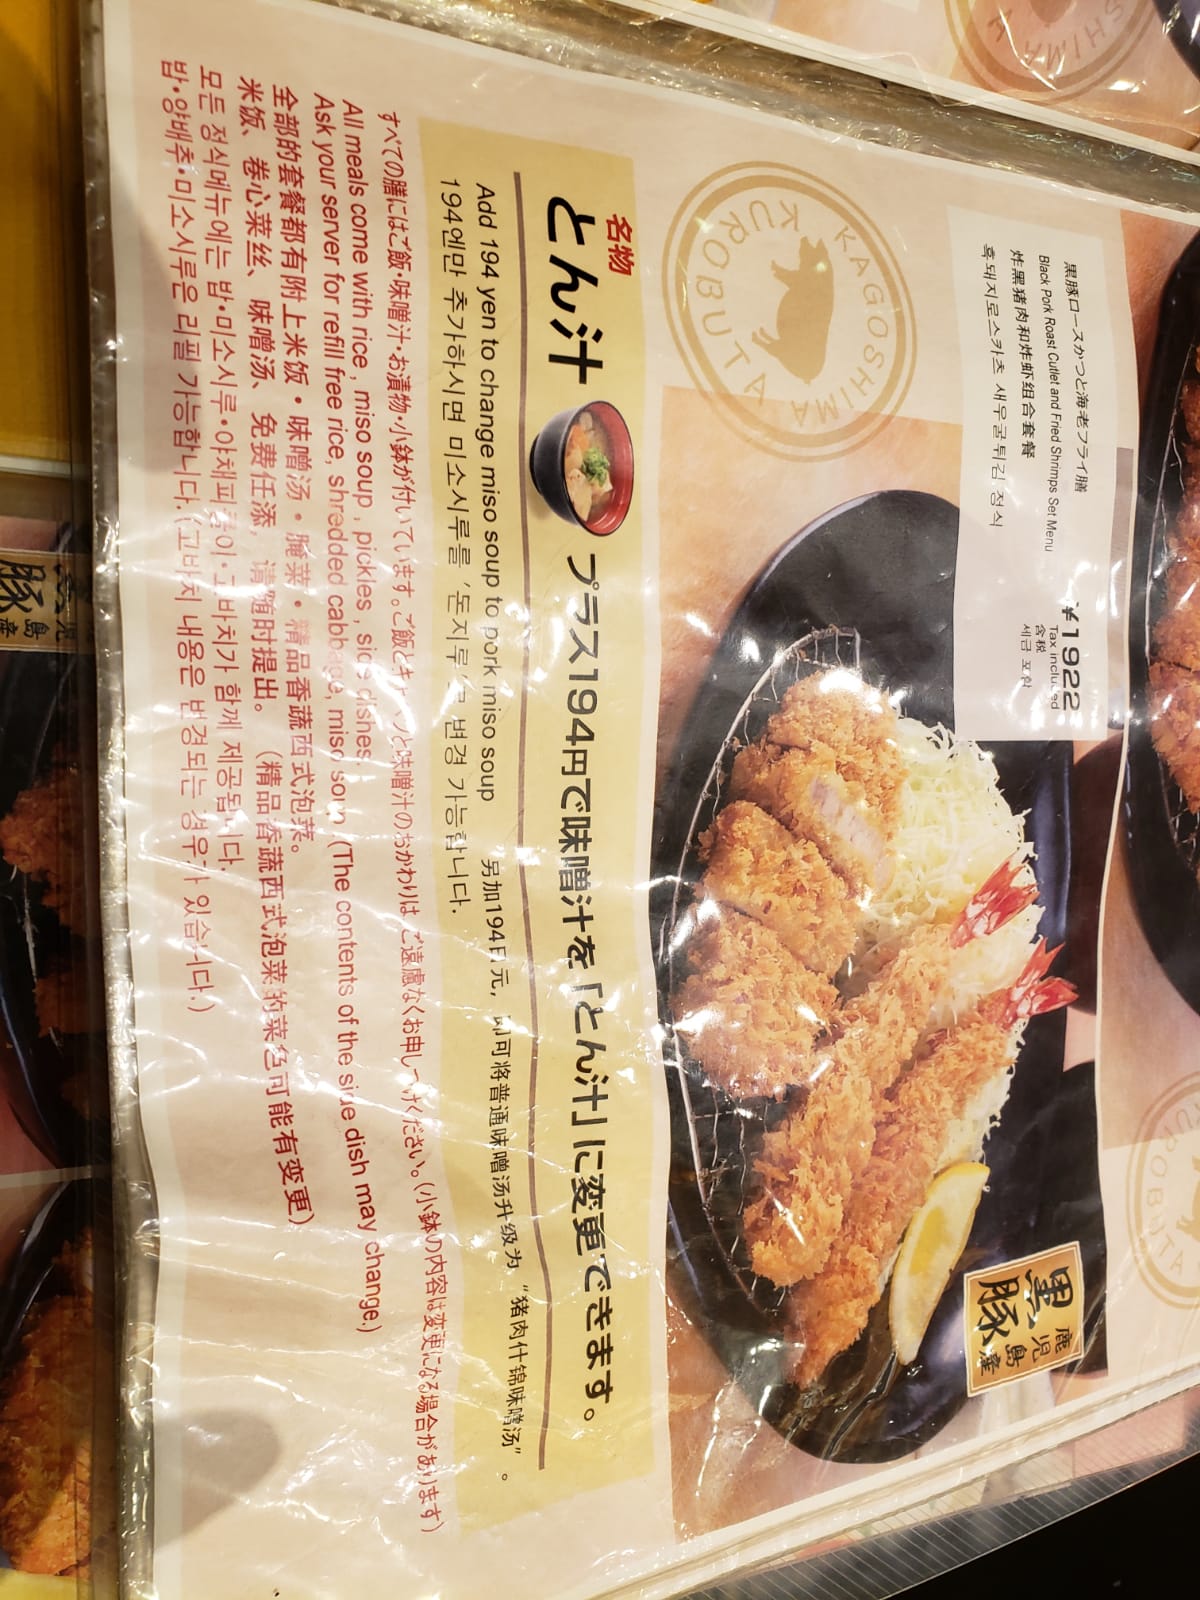 黒豚ロースかつと海老フライ膳
Black Pork Roast Cutlet and Fried Shrimps Set Menu
炸黑猪肉和炸虾组合套餐
흑돼지로스카츠 새우굴튀김 정식
¥1922
Tax included
含税
세금 포함
KAGOSHIMA
KUROBUTA
鹿児島産
黒豚
名物
とん汁 プラス194円で味噌汁を「とん汁」に変更できます。
Add 194 yen to change miso soup to pork miso soup 另加194日元, 即可将普通味噌汤升级为 “猪肉什锦味噌汤” 。
194엔만 추가하시면 미소시루를 ‘돈지루’로 변경 가능합니다.
すべての膳にはご飯・味噌汁・お漬物・小鉢が付いています。ご飯とキャベツと味噌汁のおかわりはご遠慮なくお申しつけください。(小鉢の内容は変更になる場合があります)
All meals come with rice , miso soup , pickles , side dishes.
Ask your server for refill free rice, shredded cabbage, miso soup (The contents of the side dish may change.)
全部的套餐都有附上米饭・味噌汤・腌菜・精品香蔬西式泡菜。
米饭、卷心菜丝、味噌汤、免费任添，请随时提出。（精品香蔬西式泡菜的菜色可能有变更）
모든 정식메뉴에는 밥・미소시루・야채피클이・고바치가 함께 제공됩니다.
밥・양배추・미소시루은 리필 가능합니다.(고바치 내용은 변경되는 경우가 있습니다.)
SHIMA K
UROBUTA
児島産
豚